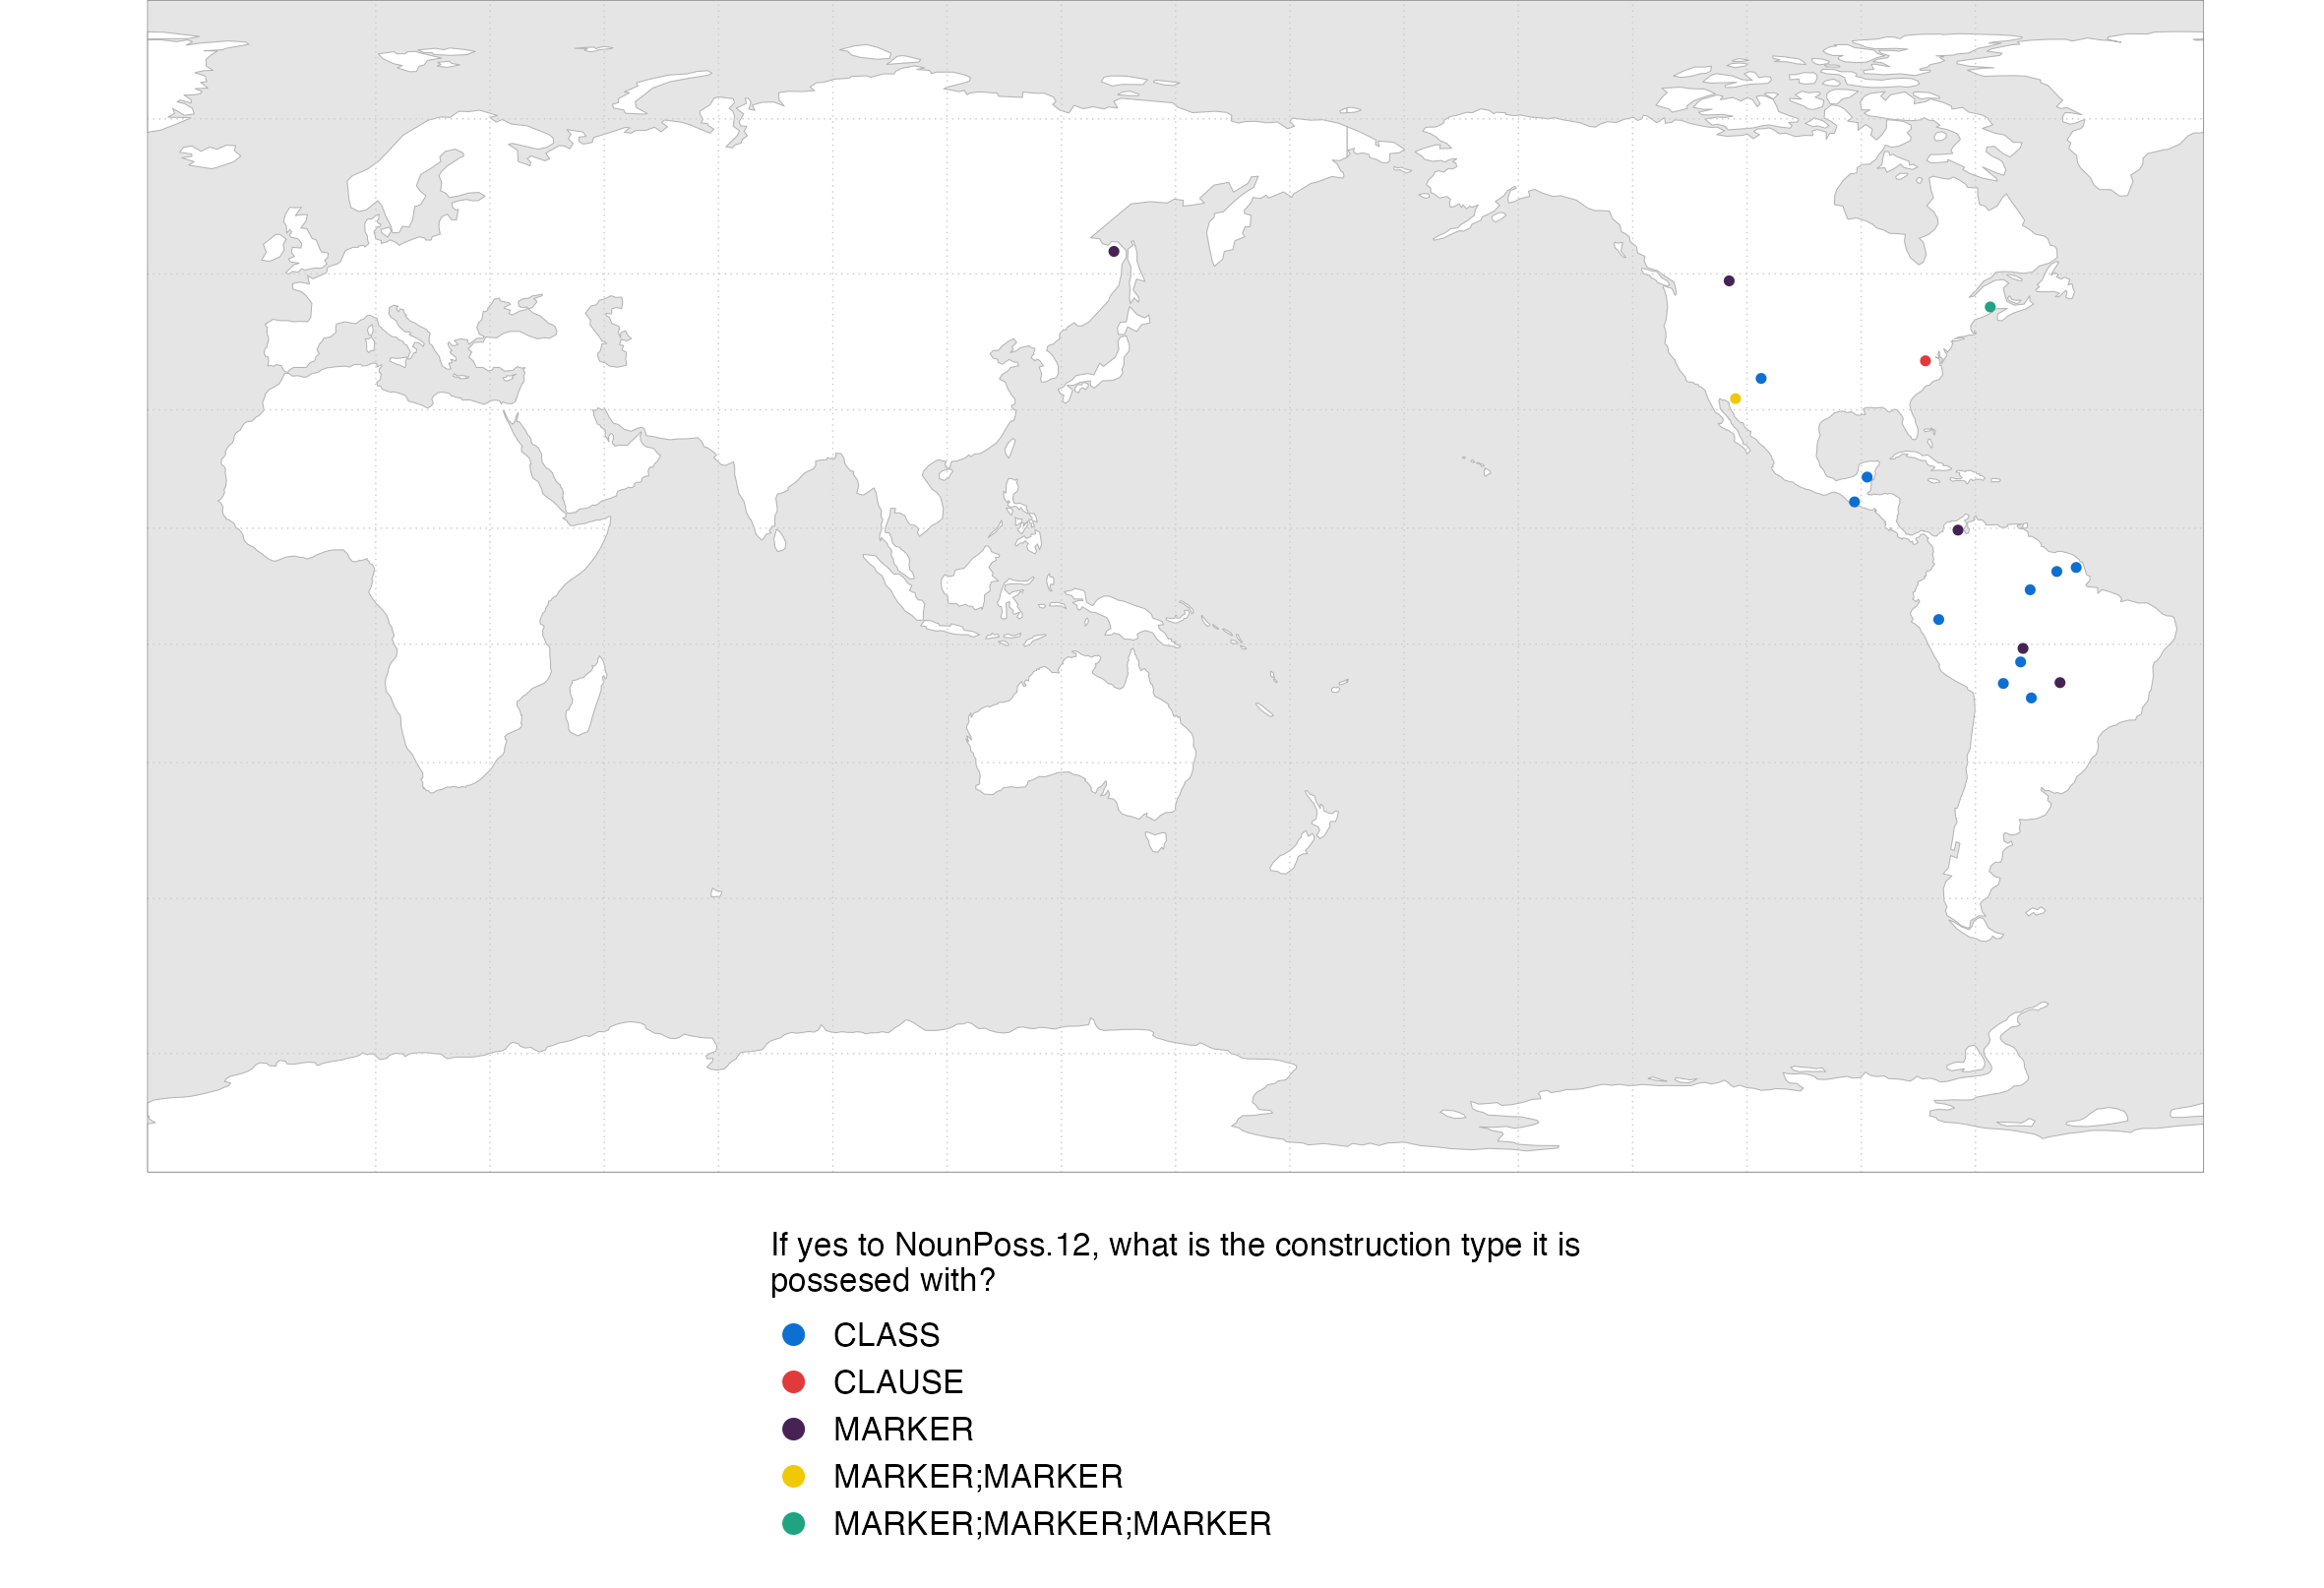 If yes to NounPoss.12, what is the construction type it is
possesed with?
CLASS
CLAUSE
MARKER
MARKER;MARKER
MARKER;MARKER;MARKER